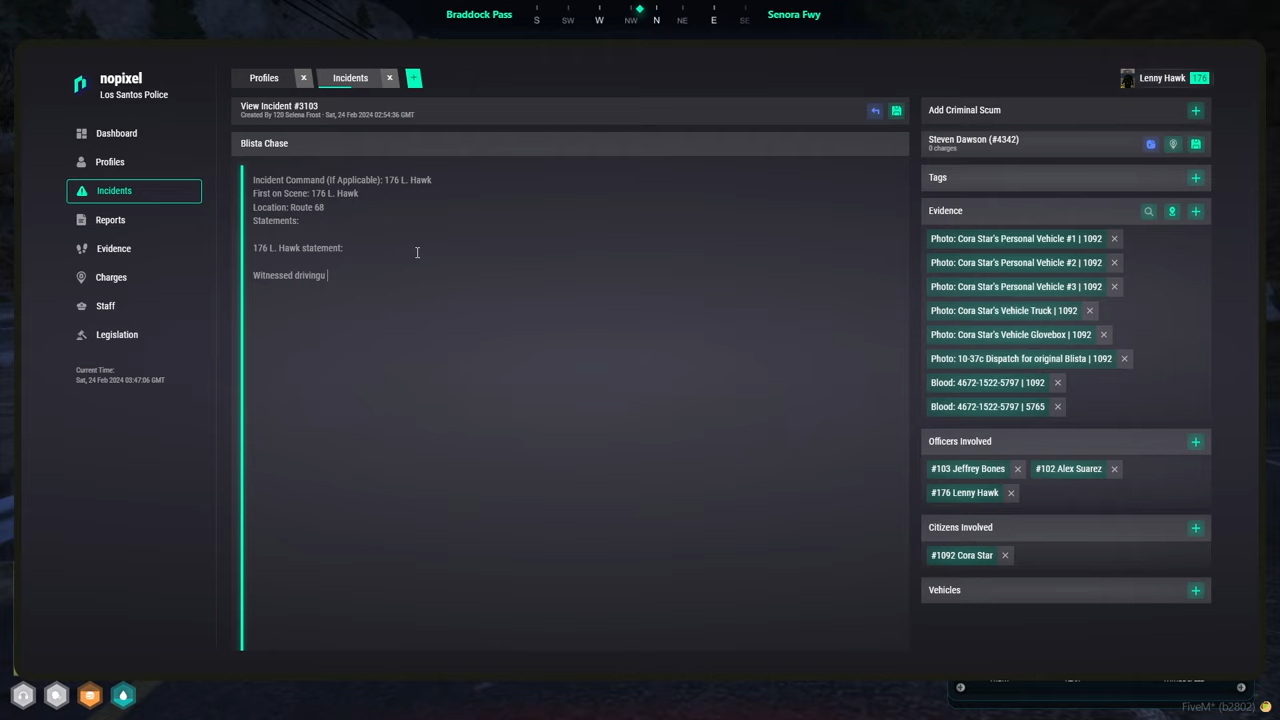 Braddock Pass
S SW W NW N NE E SE
Senora Fwy
nopixel
Los Santos Police
Dashboard
Profiles
Incidents
Reports
Evidence
Charges
Staff
Legislation
Current Time:
Sat, 24 Feb 2024 03:47:06 GMT
Profiles x Incidents x +
Lenny Hawk 176
View Incident #3103
Created By 120 Selena Frost - Sat, 24 Feb 2024 02:54:36 GMT
Blista Chase
Incident Command (If Applicable): 176 L. Hawk
First on Scene: 176 L. Hawk
Location: Route 68
Statements:
176 L. Hawk statement:
Witnessed drivingu
Add Criminal Scum
Steven Dawson (#4342)
0 charges
Tags
Evidence
Photo: Cora Star's Personal Vehicle #1 | 1092
Photo: Cora Star's Personal Vehicle #2 | 1092
Photo: Cora Star's Personal Vehicle #3 | 1092
Photo: Cora Star's Vehicle Truck | 1092
Photo: Cora Star's Vehicle Glovebox | 1092
Photo: 10-37c Dispatch for original Blista | 1092
Blood: 4672-1522-5797 | 1092
Blood: 4672-1522-5797 | 5765
Officers Involved
#103 Jeffrey Bones
#102 Alex Suarez
#176 Lenny Hawk
Citizens Involved
#1092 Cora Star
Vehicles
FiveM* (b2802)